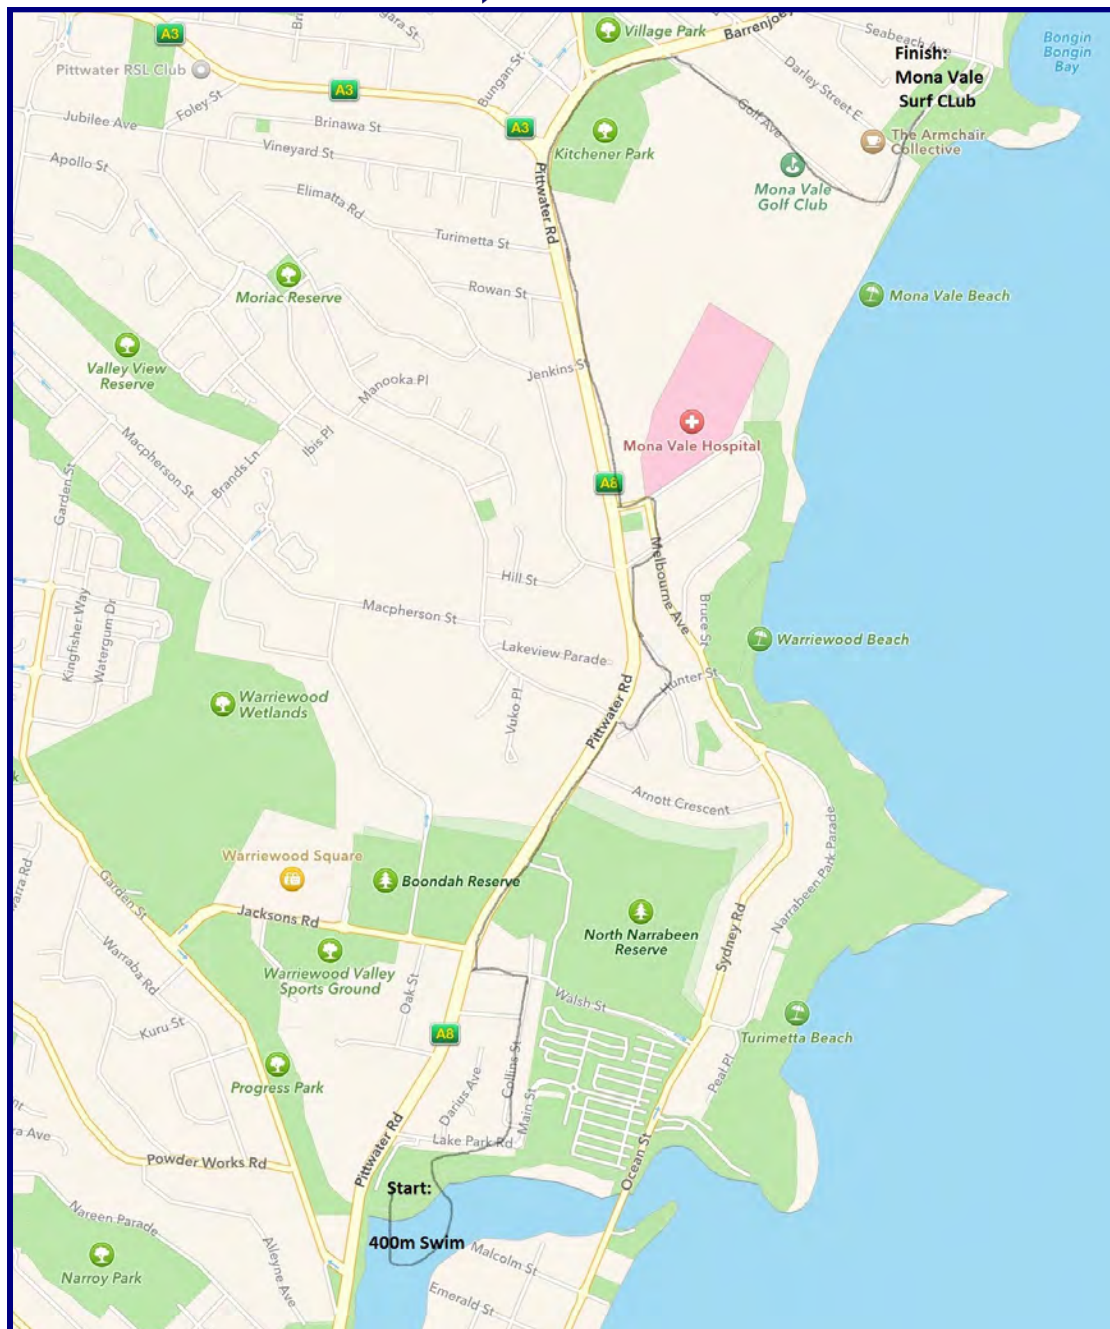 A3
Village Park
Barrenjoey
Seabeach Ave
Bongin
Bongin
Bay
Finish:
Mona Vale
Surf CLub
Pittwater RSL Club
Foley St
A3
Bungan St
Darley Street E
Jubilee Ave
Brinawa St
A3
Golf Ave
Vineyard St
Kitchener Park
The Armchair
Collective
Apollo St
Pittwater Rd
Mona Vale
Golf Club
Elimatta Rd
Turimetta St
Moriac Reserve
Rowan St
Mona Vale Beach
Valley View
Reserve
Jenkins St
Manooka Pl
Macpherson St
Ibis Pl
Brands Ln
Mona Vale Hospital
Garden St
A8
Melbourne Ave
Hill St
Kingfisher Way
Watergum Dr
Macpherson St
Bruce St
Warriewood Beach
Lakeview Parade
Hunter St
Warriewood
Wetlands
Vuko Pl
Pittwater Rd
Arnott Crescent
Narrabeen Park Parade
Warriewood Square
Boondah Reserve
Garden St
Jacksons Rd
North Narrabeen
Reserve
Sydney Rd
Warraba Rd
Warriewood Valley
Sports Ground
Oak St
Walsh St
Kuru St
A8
Turimetta Beach
Progress Park
Collins St
Peal Pl
Darius Ave
Main St
Lake Park Rd
Powder Works Rd
Pittwater Rd
Ocean St
Start:
Nareen Parade
400m Swim
Alleyne Ave
Malcolm St
Narroy Park
Emerald St